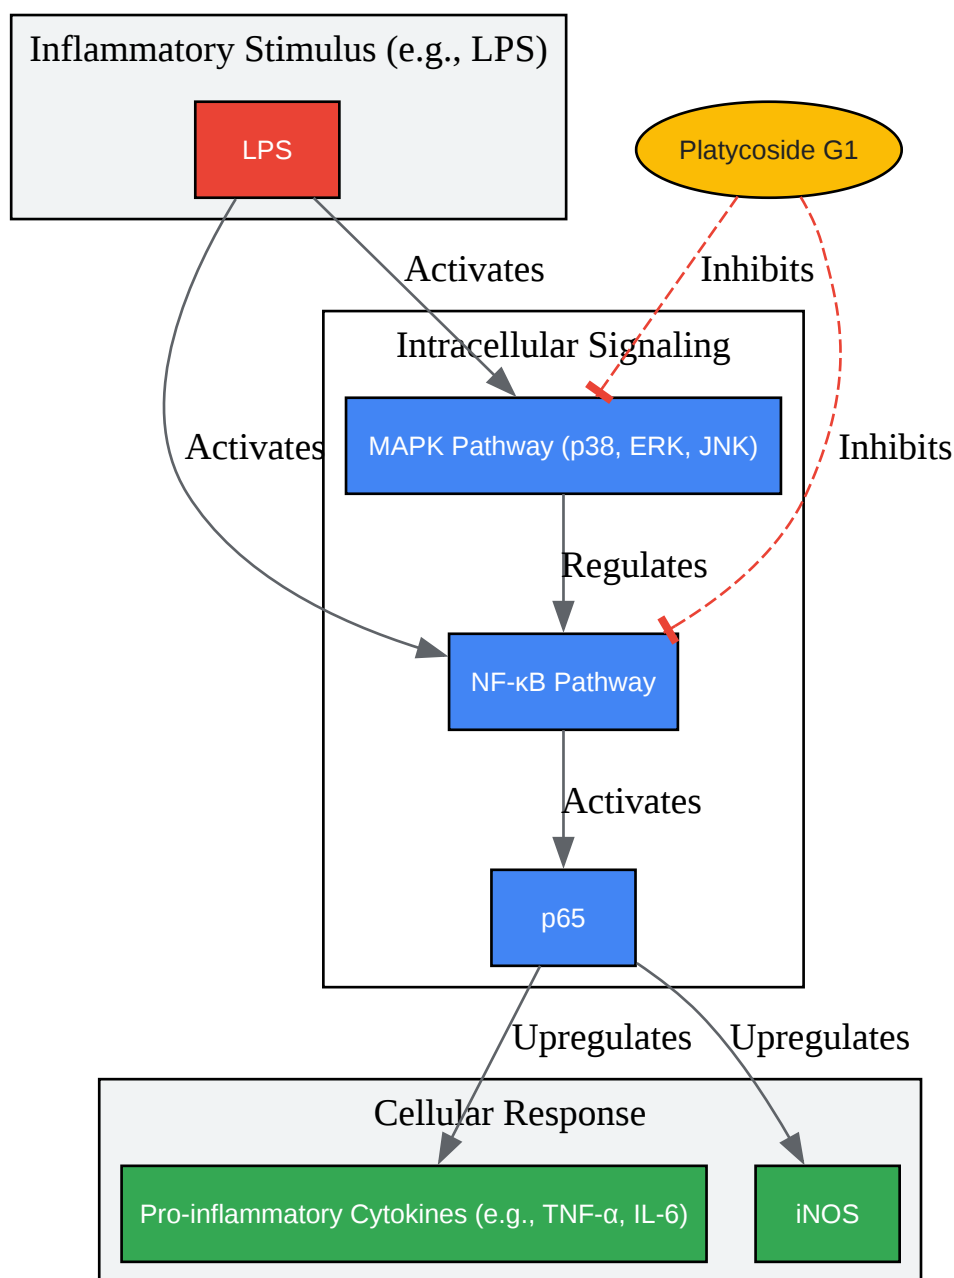 Inflammatory Stimulus (e.g., LPS)
LPS
Platycoside G1
Activates
Inhibits
Intracellular Signaling
Activates
MAPK Pathway (p38, ERK, JNK)
Inhibits
Regulates
NF-κB Pathway
Activates
p65
Upregulates
Upregulates
Cellular Response
Pro-inflammatory Cytokines (e.g., TNF-α, IL-6)
iNOS